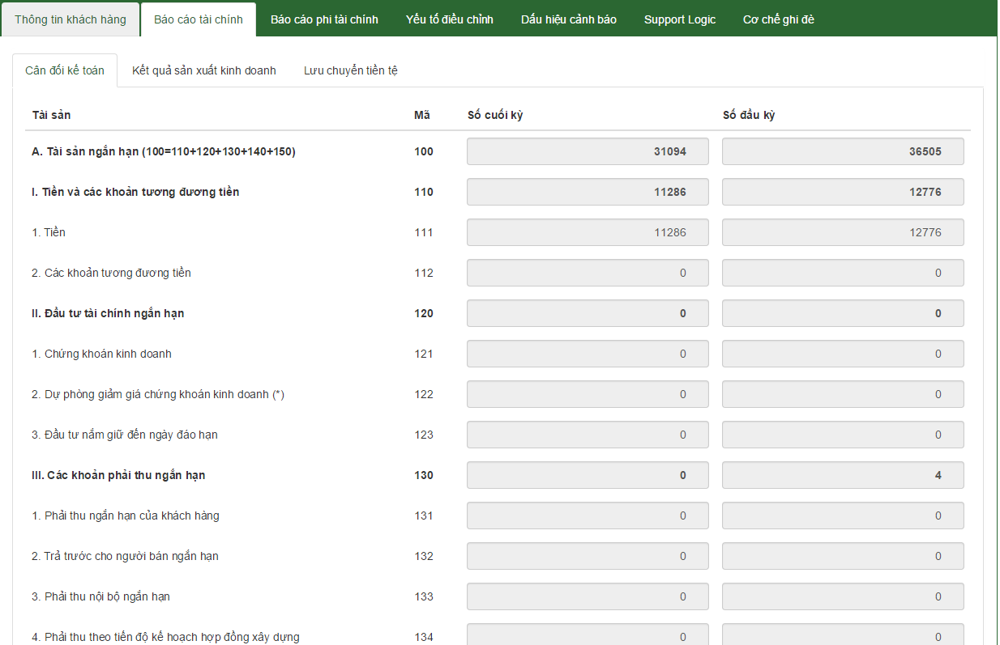 Thông tin khách hàng Báo cáo tài chính Báo cáo phi tài chính Yếu tố điều chỉnh Dấu hiệu cảnh báo Support Logic Cơ chế ghi đè
Cân đối kế toán Kết quả sản xuất kinh doanh Lưu chuyển tiền tệ
Tài sản Mã Số cuối kỳ Số đầu kỳ
A. Tài sản ngắn hạn (100=110+120+130+140+150) 100 31094 36505
I. Tiền và các khoản tương đương tiền 110 11286 12776
1. Tiền 111 11286 12776
2. Các khoản tương đương tiền 112 0 0
II. Đầu tư tài chính ngắn hạn 120 0 0
1. Chứng khoán kinh doanh 121 0 0
2. Dự phòng giảm giá chứng khoán kinh doanh (*) 122 0 0
3. Đầu tư nắm giữ đến ngày đáo hạn 123 0 0
III. Các khoản phải thu ngắn hạn 130 0 4
1. Phải thu ngắn hạn của khách hàng 131 0 0
2. Trả trước cho người bán ngắn hạn 132 0 0
3. Phải thu nội bộ ngắn hạn 133 0 0
4. Phải thu theo tiến độ kế hoạch hợp đồng xây dựng 134 0 0